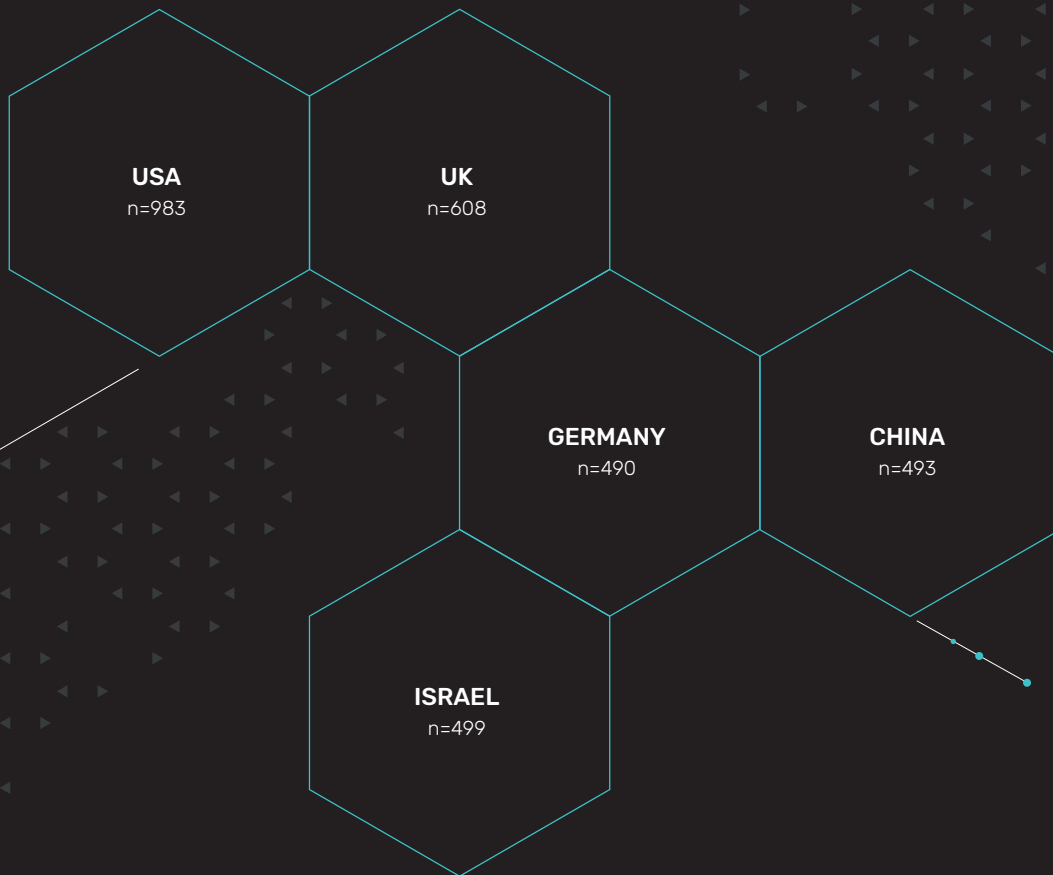 USA
n=983
UK
n=608
GERMANY
n=490
CHINA
n=493
ISRAEL
n=499